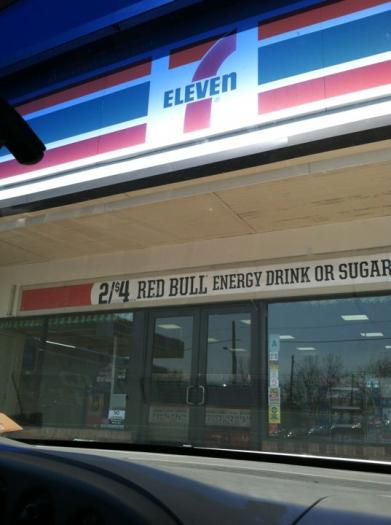 7
ELEVEn
2/$4 RED BULL ENERGY DRINK OR SUGAR